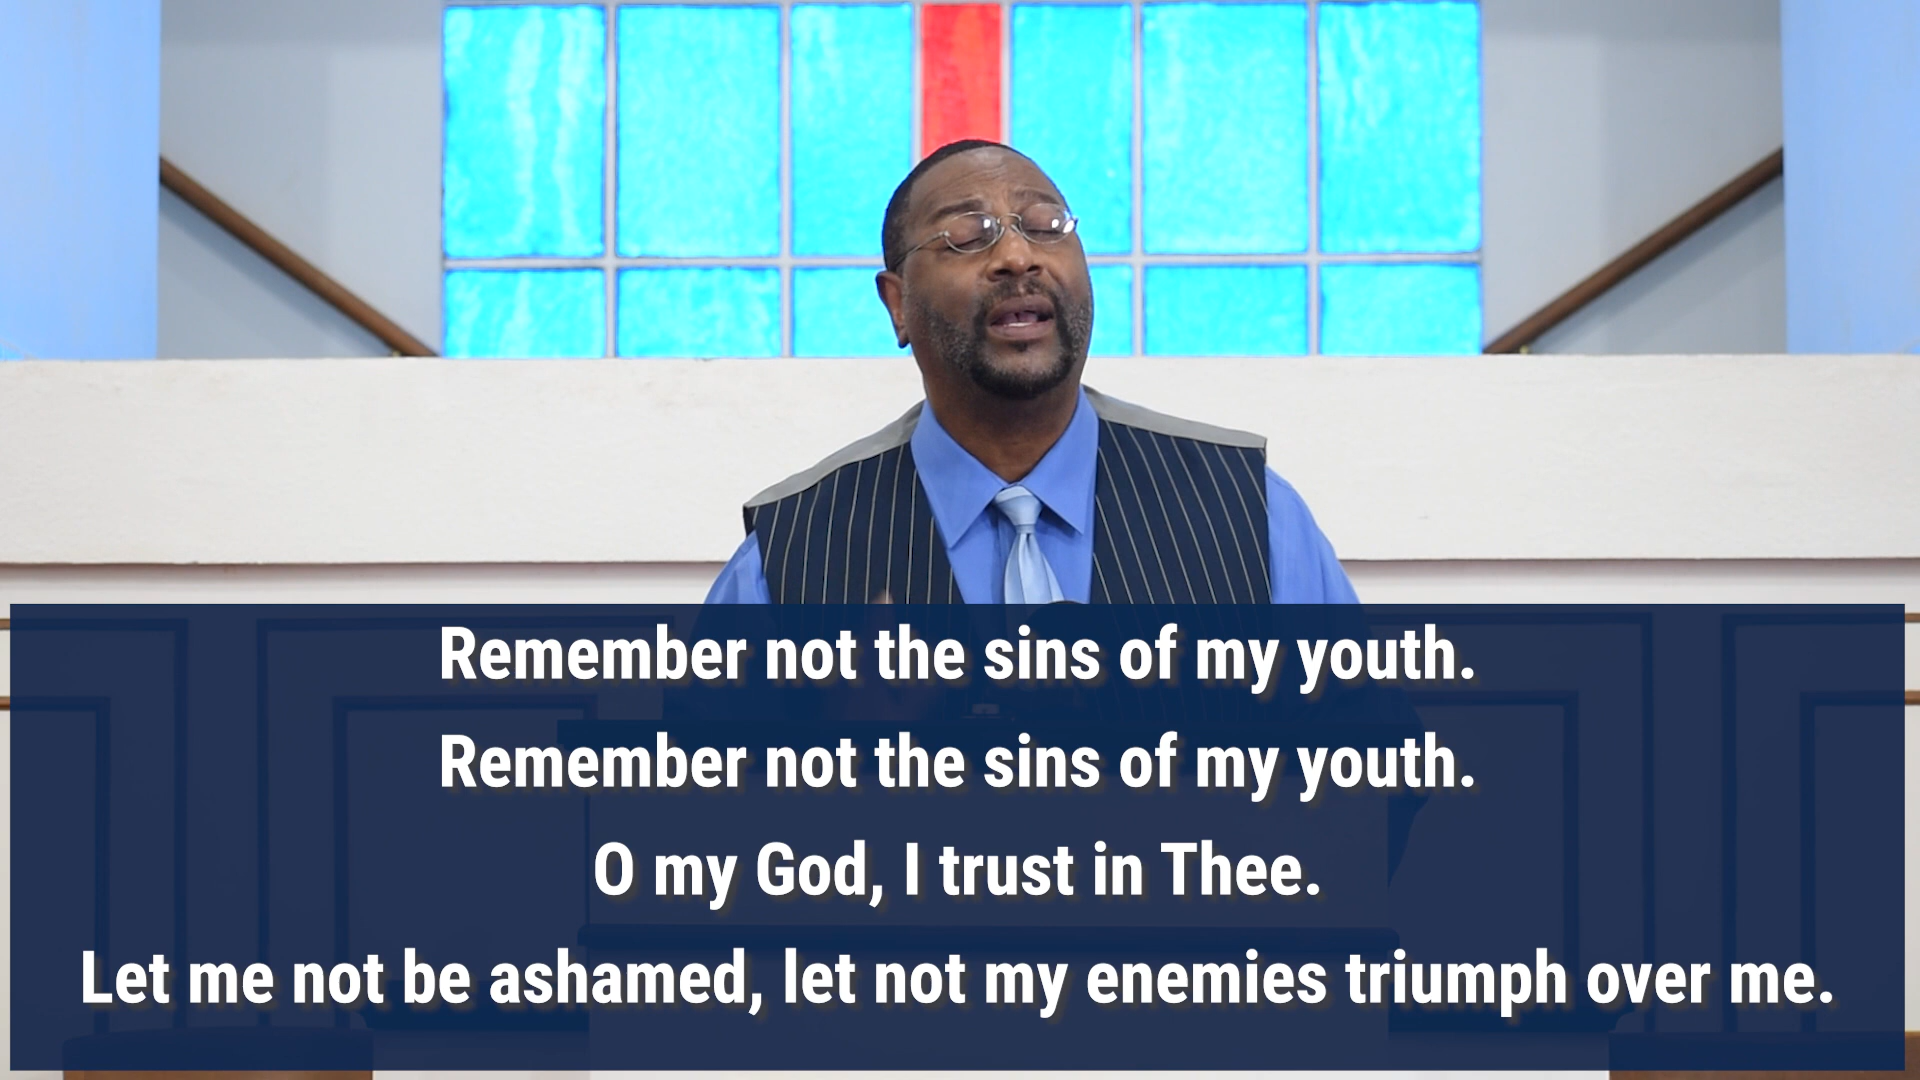 Remember not the sins of my youth.
Remember not the sins of my youth.
O my God, I trust in Thee.
Let me not be ashamed, let not my enemies triumph over me.